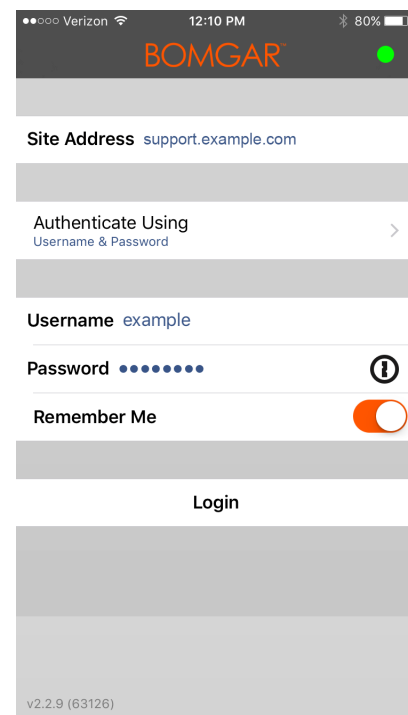 Verizon 12:10 PM 80%
BOMGAR™
Site Address support.example.com
Authenticate Using
Username & Password
Username example
Password ●●●●●●●●
Remember Me
Login
v2.2.9 (63126)